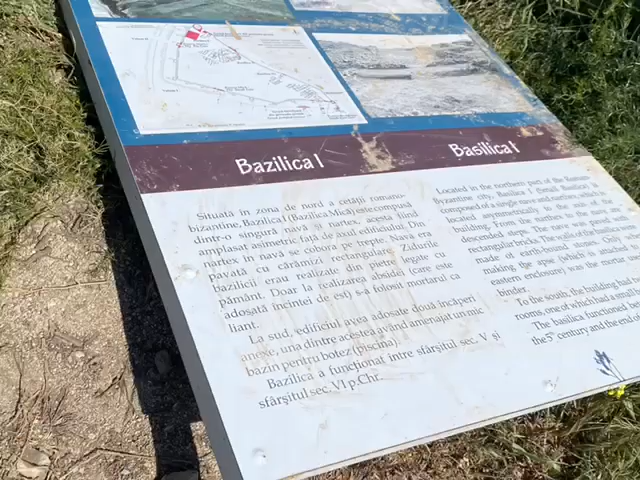 Bazilica I
Situată în zona de nord a cetății romano-
bizantine, Bazilica I (Bazilica Mică) este compusă
dintr-o singură navă și nartex, acesta fiind
amplasat asimetric față de axul edificiului. Din
nartex în navă se cobora pe trepte. Nava era
pavată cu cărămizi rectangulare. Zidurile
bazilicii erau realizate din piatră legate cu
pământ. Doar la realizarea absidei (care este
adosată incintei de est) s-a folosit mortarul ca
liant.
La sud, edificiul avea adosate două încăperi
anexe, una dintre acestea având amenajat un mic
bazin pentru botez (piscina).
Bazilica a funcționat între sfârșitul sec. V și
sfârșitul sec. VI p.Chr.
Basilica I
Located in the northern part of the Roman-
Byzantine city, Basilica I (Small Basilica) is
composed of a single nave and narthex, which is
located asymmetrically to the axis of the
building. From the narthex to the nave
descended steps. The nave was
rectangular bricks. The walls of the basilica
made of earth-bound stones. Only
making the apse (which is
eastern enclosure) was the mortar
binder.
To the south, the building had
rooms, one of which had a small
The basilica functioned
the 5th century and the end of